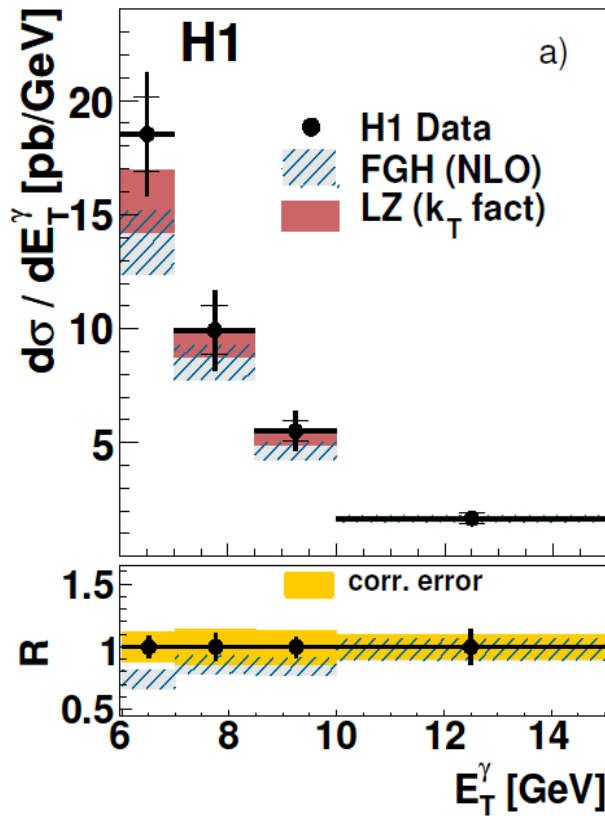 H1
a)
dσ / dE_T^γ [pb/GeV]
20
15
10
5
H1 Data
FGH (NLO)
LZ (k_T fact)
corr. error
R
1.5
1
0.5
6 8 10 12 14
E_T^γ [GeV]